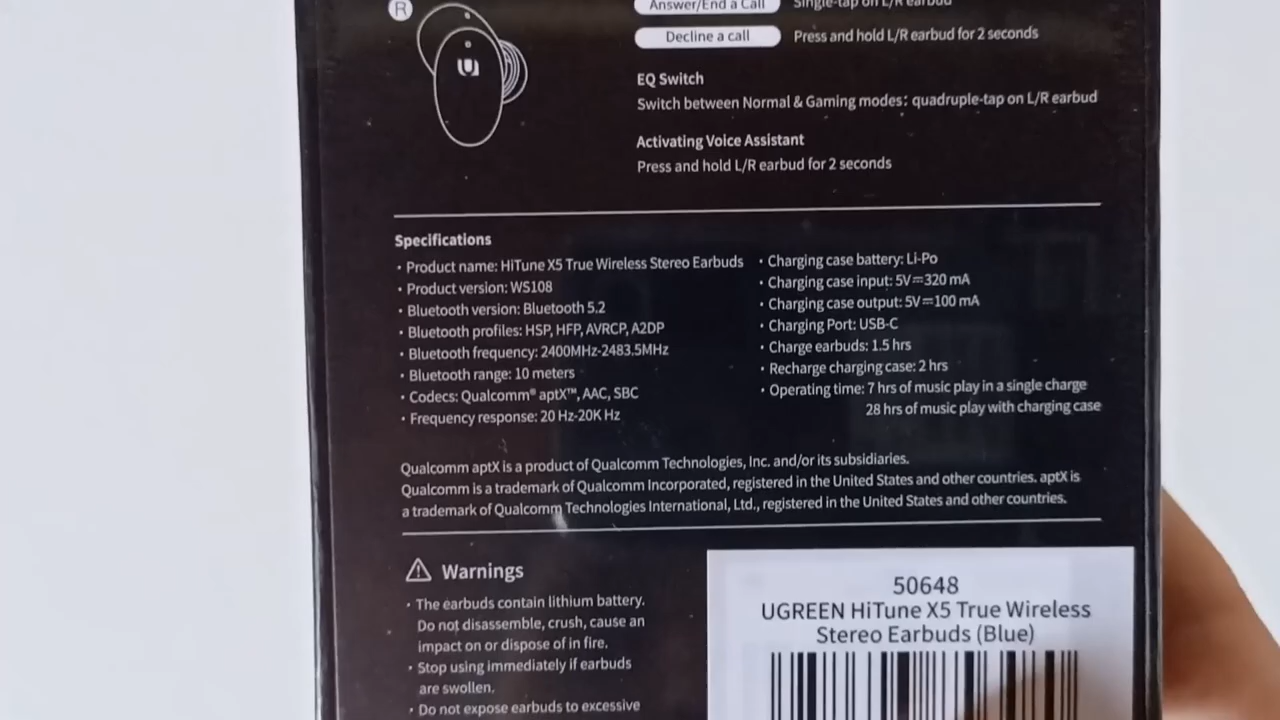 R
Answer/End a Call Single-tap on L/R earbud
Decline a call Press and hold L/R earbud for 2 seconds
EQ Switch
Switch between Normal & Gaming modes: quadruple-tap on L/R earbud
Activating Voice Assistant
Press and hold L/R earbud for 2 seconds
Specifications
• Product name: HiTune X5 True Wireless Stereo Earbuds
• Product version: WS108
• Bluetooth version: Bluetooth 5.2
• Bluetooth profiles: HSP, HFP, AVRCP, A2DP
• Bluetooth frequency: 2400MHz-2483.5MHz
• Bluetooth range: 10 meters
• Codecs: Qualcomm® aptX™, AAC, SBC
• Frequency response: 20 Hz-20K Hz
• Charging case battery: Li-Po
• Charging case input: 5V⎓320 mA
• Charging case output: 5V⎓100 mA
• Charging Port: USB-C
• Charge earbuds: 1.5 hrs
• Recharge charging case: 2 hrs
• Operating time: 7 hrs of music play in a single charge
28 hrs of music play with charging case
Qualcomm aptX is a product of Qualcomm Technologies, Inc. and/or its subsidiaries.
Qualcomm is a trademark of Qualcomm Incorporated, registered in the United States and other countries. aptX is
a trademark of Qualcomm Technologies International, Ltd., registered in the United States and other countries.
Warnings
• The earbuds contain lithium battery.
Do not disassemble, crush, cause an
impact on or dispose of in fire.
• Stop using immediately if earbuds
are swollen.
• Do not expose earbuds to excessive
50648
UGREEN HiTune X5 True Wireless
Stereo Earbuds (Blue)